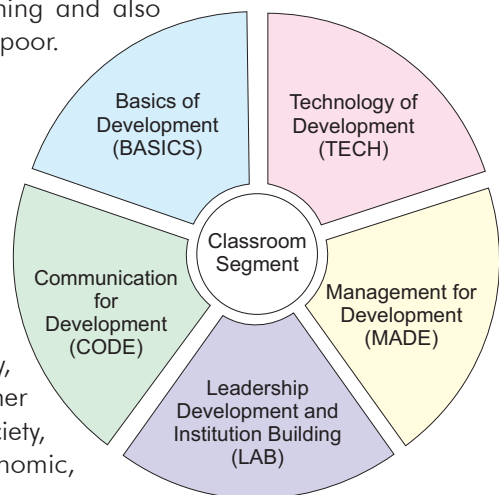 ning and also
poor.
Basics of
Development
(BASICS)
Technology of
Development
(TECH)
Classroom
Segment
Communication
for
Development
(CODE)
Management for
Development
(MADE)
Leadership
Development and
Institution Building
(LAB)
y,
ner
ciety,
nomic,